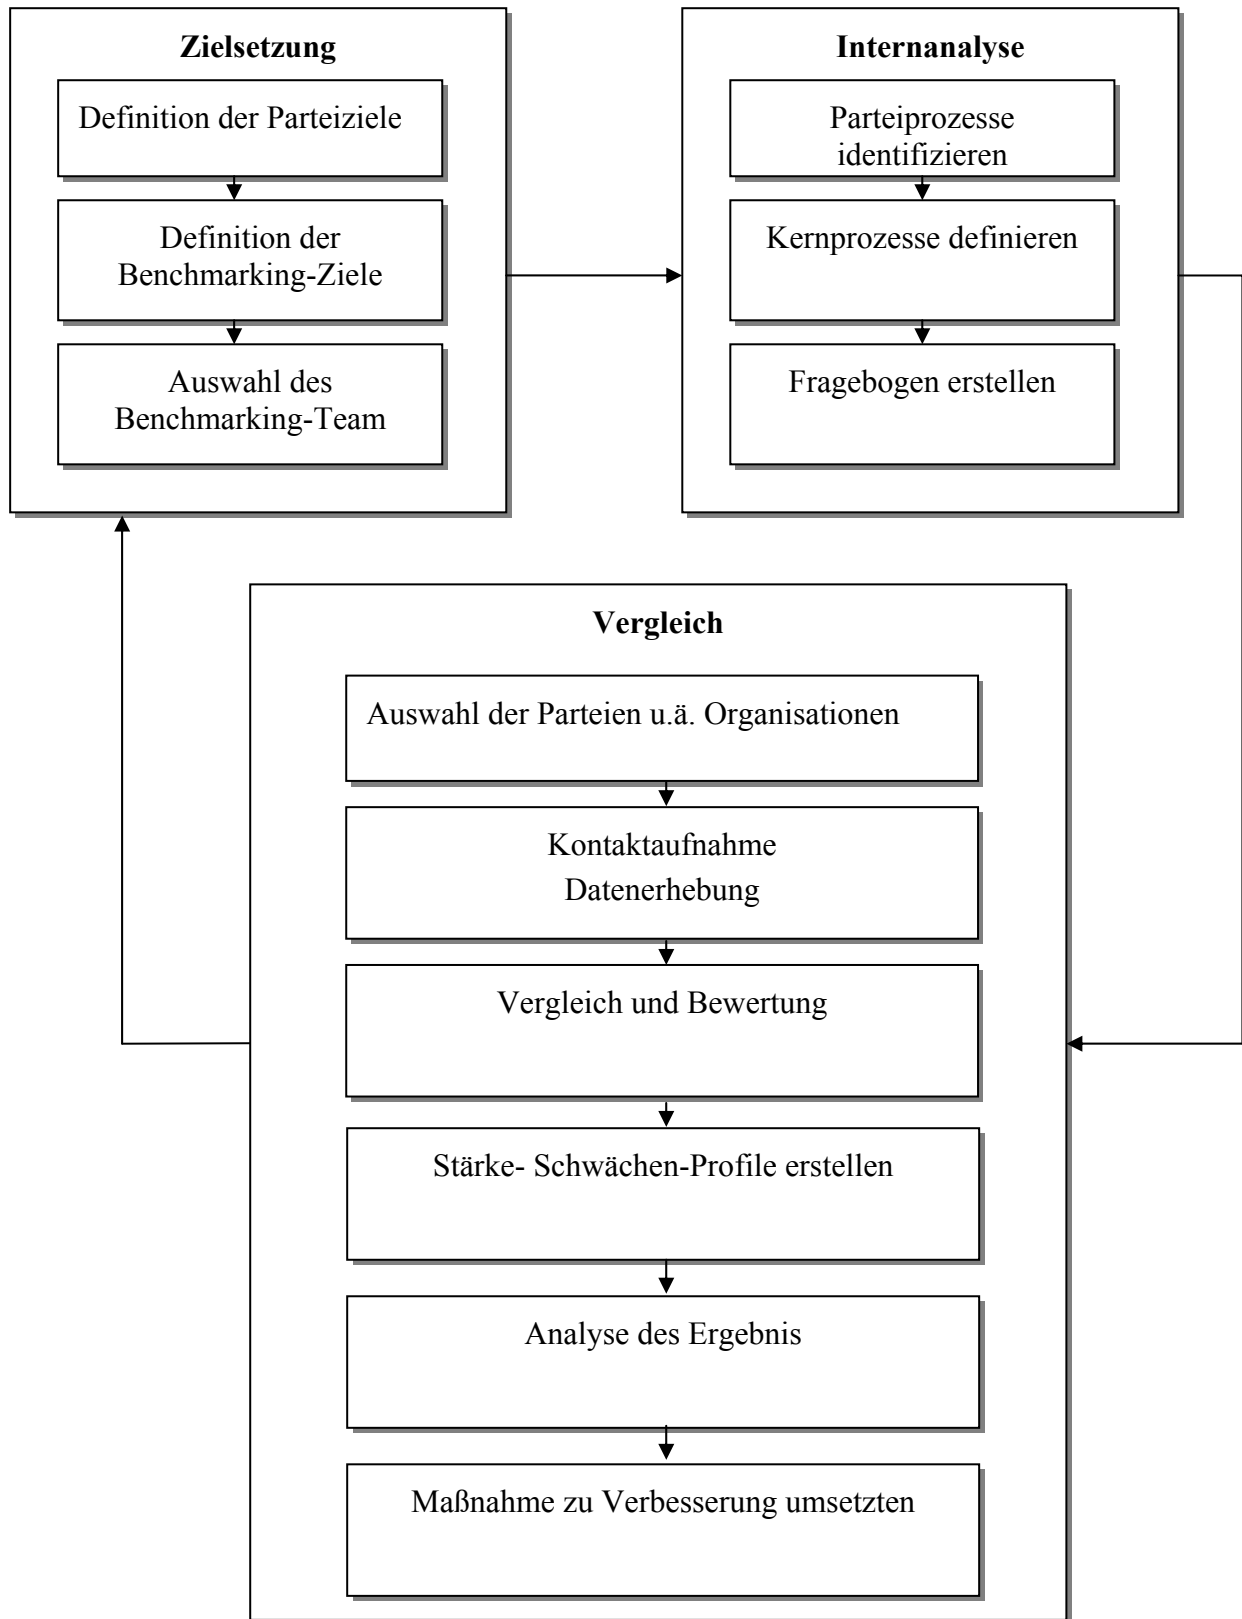 Zielsetzung
Definition der Parteiziele
Definition der
Benchmarking-Ziele
Auswahl des
Benchmarking-Team
Internanalyse
Parteiprozesse
identifizieren
Kernprozesse definieren
Fragebogen erstellen
Vergleich
Auswahl der Parteien u.ä. Organisationen
Kontaktaufnahme
Datenerhebung
Vergleich und Bewertung
Stärke- Schwächen-Profile erstellen
Analyse des Ergebnis
Maßnahme zu Verbesserung umsetzten